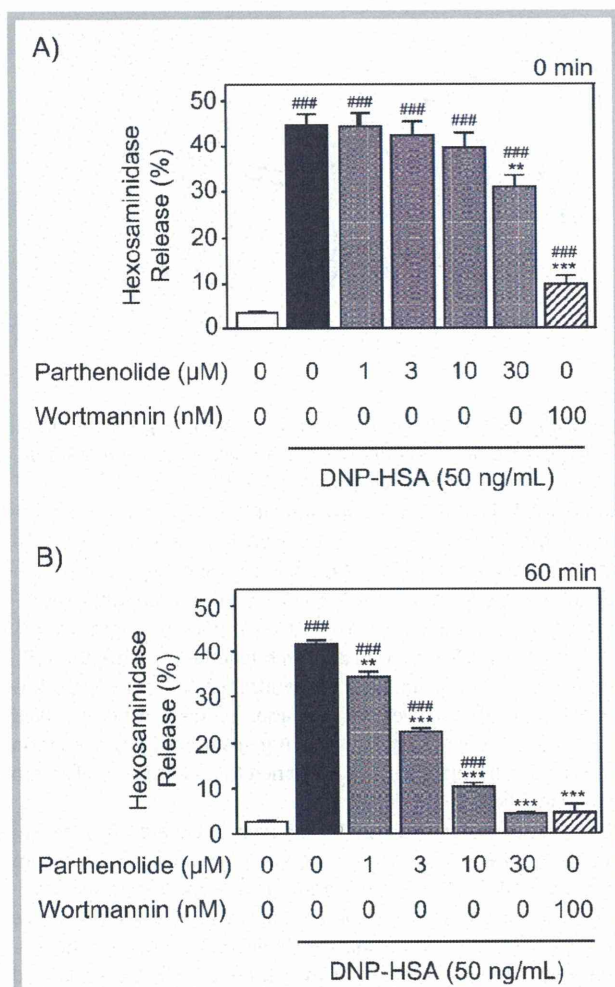 A)
0 min
Hexosaminidase
Release (%)
50
40
30
20
10
0
###
###
###
###
###
**
###
***
Parthenolide (μM) 0 0 1 3 10 30 0
Wortmannin (nM) 0 0 0 0 0 0 100
DNP-HSA (50 ng/mL)
B)
60 min
Hexosaminidase
Release (%)
50
40
30
20
10
0
###
###
**
###
***
###
***
***
***
Parthenolide (μM) 0 0 1 3 10 30 0
Wortmannin (nM) 0 0 0 0 0 0 100
DNP-HSA (50 ng/mL)